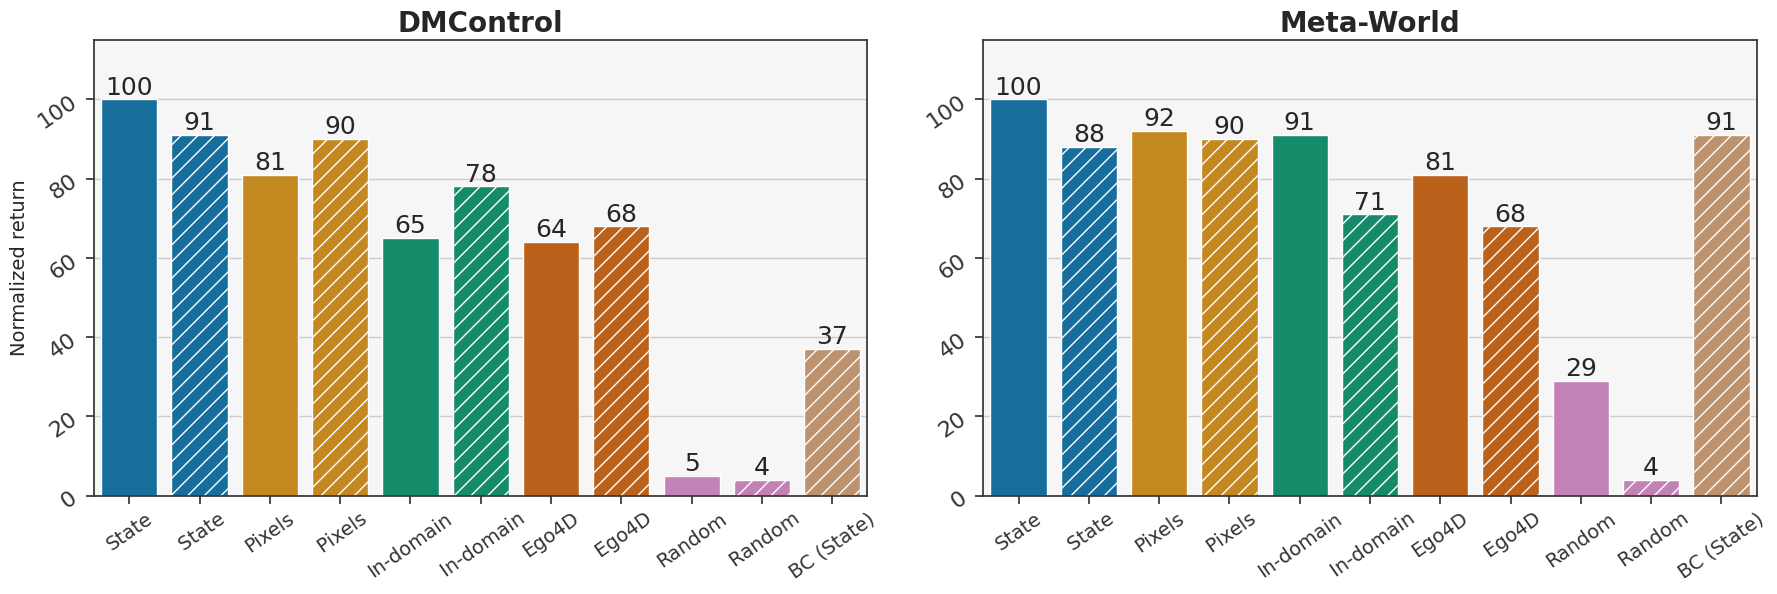 DMControl
Normalized return
100
80
60
40
20
0
100
91
81
90
65
78
64
68
5
4
37
State
State
Pixels
Pixels
In-domain
In-domain
Ego4D
Ego4D
Random
Random
BC (State)
Meta-World
100
80
60
40
20
0
100
88
92
90
91
71
81
68
29
4
91
State
State
Pixels
Pixels
In-domain
In-domain
Ego4D
Ego4D
Random
Random
BC (State)